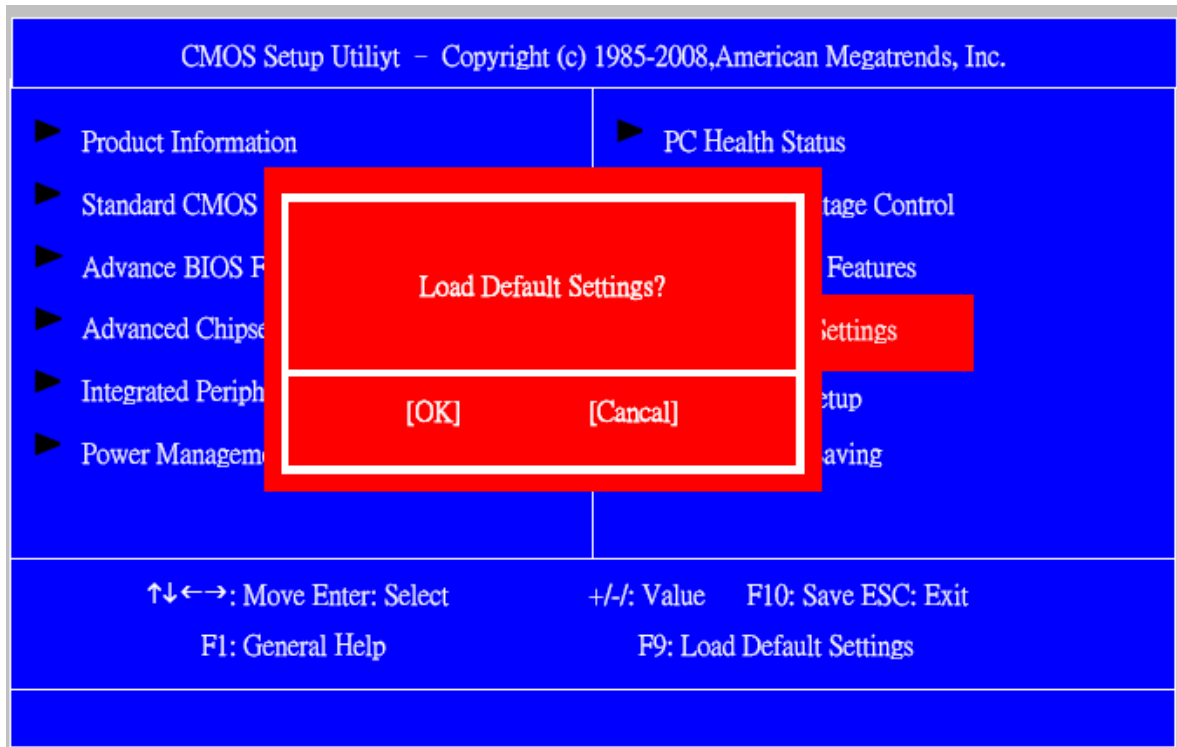 CMOS Setup Utiliyt – Copyright (c) 1985-2008,American Megatrends, Inc.
Product Information
Standard CMOS
Advance BIOS F
Advanced Chipse
Integrated Periph
Power Managem
PC Health Status
tage Control
Features
Settings
etup
aving
Load Default Settings?
[OK] [Cancal]
↑↓←→: Move Enter: Select +/-/: Value F10: Save ESC: Exit
F1: General Help F9: Load Default Settings